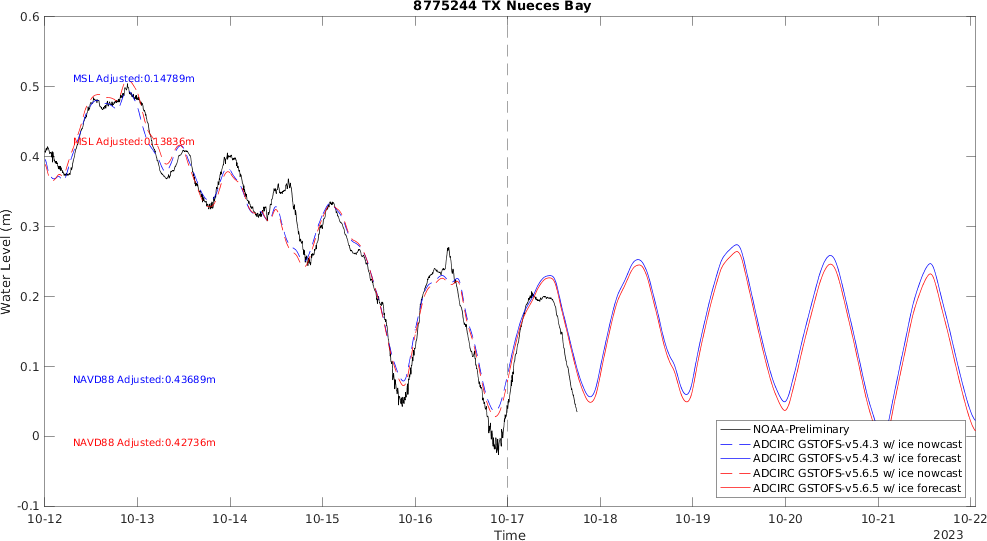 8775244 TX Nueces Bay
0.6
0.5
0.4
0.3
0.2
0.1
0
-0.1
Water Level (m)
MSL Adjusted:0.14789m
MSL Adjusted:0.13836m
NAVD88 Adjusted:0.43689m
NAVD88 Adjusted:0.42736m
NOAA-Preliminary
ADCIRC GSTOFS-v5.4.3 w/ ice nowcast
ADCIRC GSTOFS-v5.4.3 w/ ice forecast
ADCIRC GSTOFS-v5.6.5 w/ ice nowcast
ADCIRC GSTOFS-v5.6.5 w/ ice forecast
10-12 10-13 10-14 10-15 10-16 10-17 10-18 10-19 10-20 10-21 10-22
Time
2023